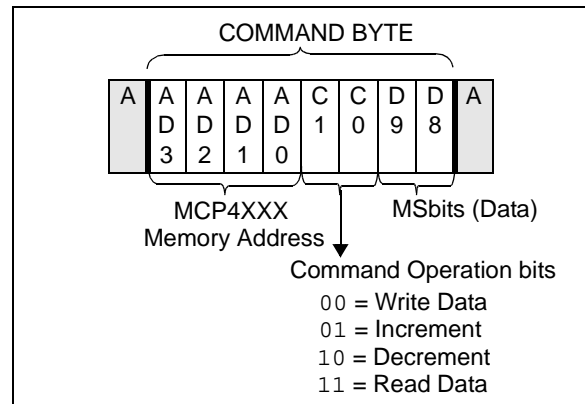 COMMAND BYTE
A A A A A C C D D A
D D D D 1 0 9 8
3 2 1 0
MCP4XXX MSbits (Data)
Memory Address
Command Operation bits
00 = Write Data
01 = Increment
10 = Decrement
11 = Read Data